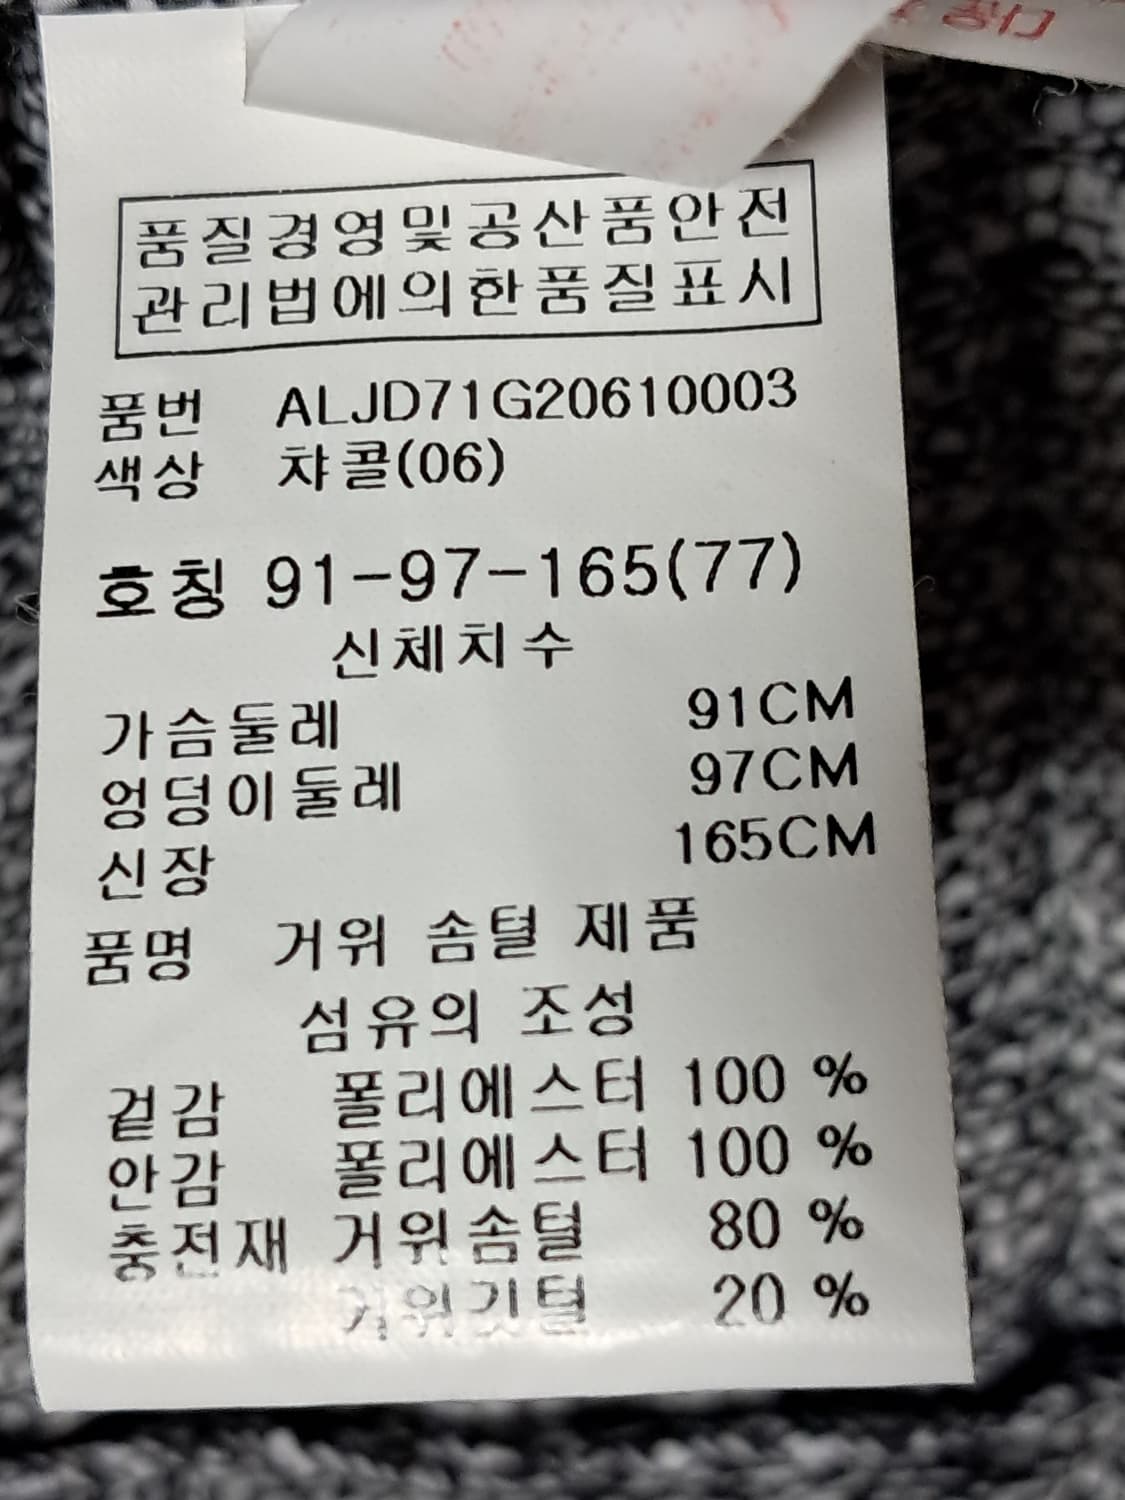 품질경영및공산품안전
관리법에의한품질표시
품번 ALJD71G20610003
색상 챠콜(06)
호칭 91-97-165(77)
신체치수
가슴둘레 91CM
엉덩이둘레 97CM
신장 165CM
품명 거위 솜털 제품
섬유의 조성
겉감 폴리에스터 100 %
안감 폴리에스터 100 %
충전재 거위솜털 80 %
거위깃털 20 %